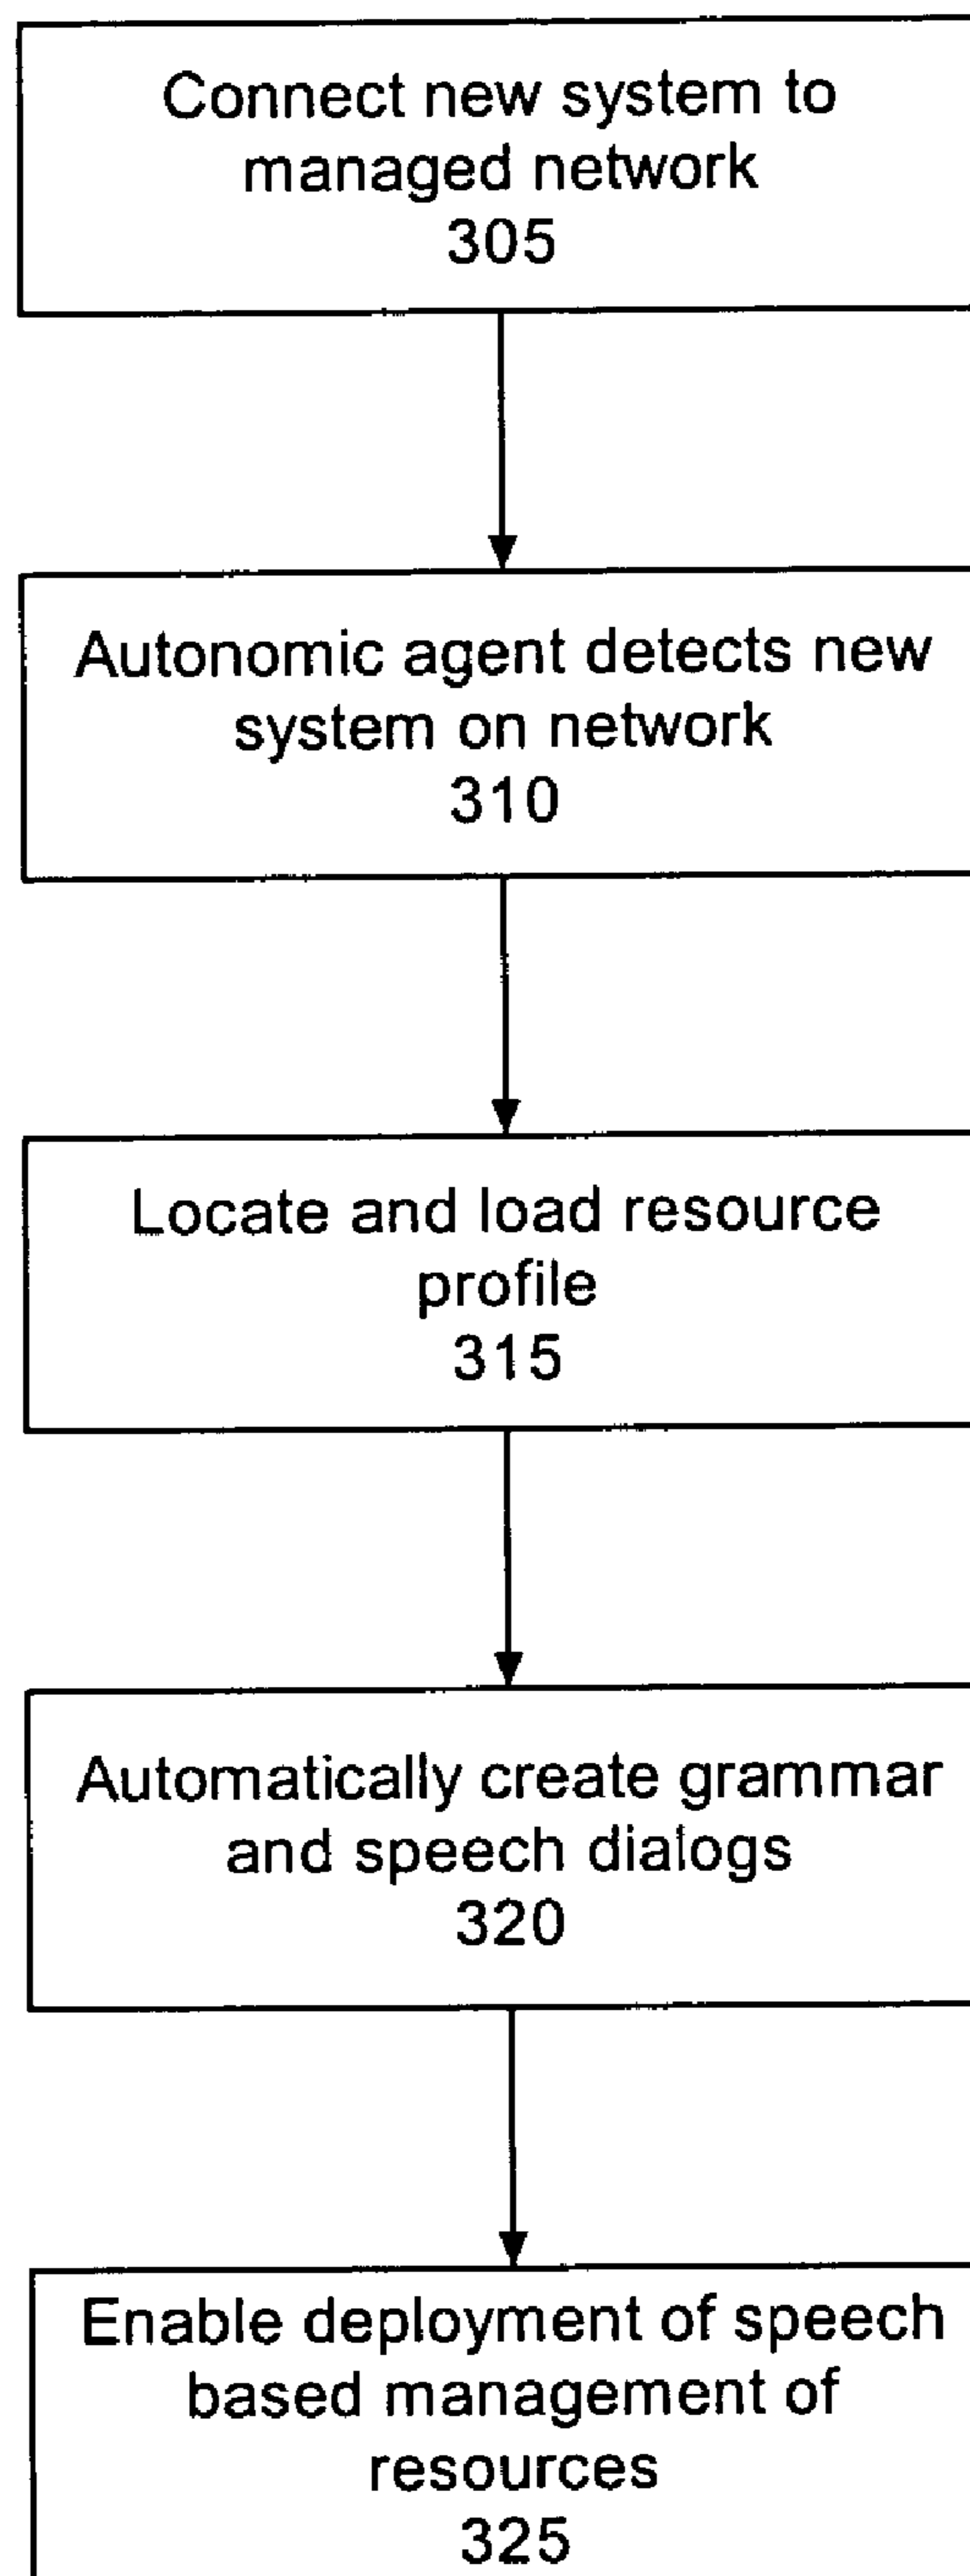 Connect new system to
managed network
305
Autonomic agent detects new
system on network
310
Locate and load resource
profile
315
Automatically create grammar
and speech dialogs
320
Enable deployment of speech
based management of
resources
325